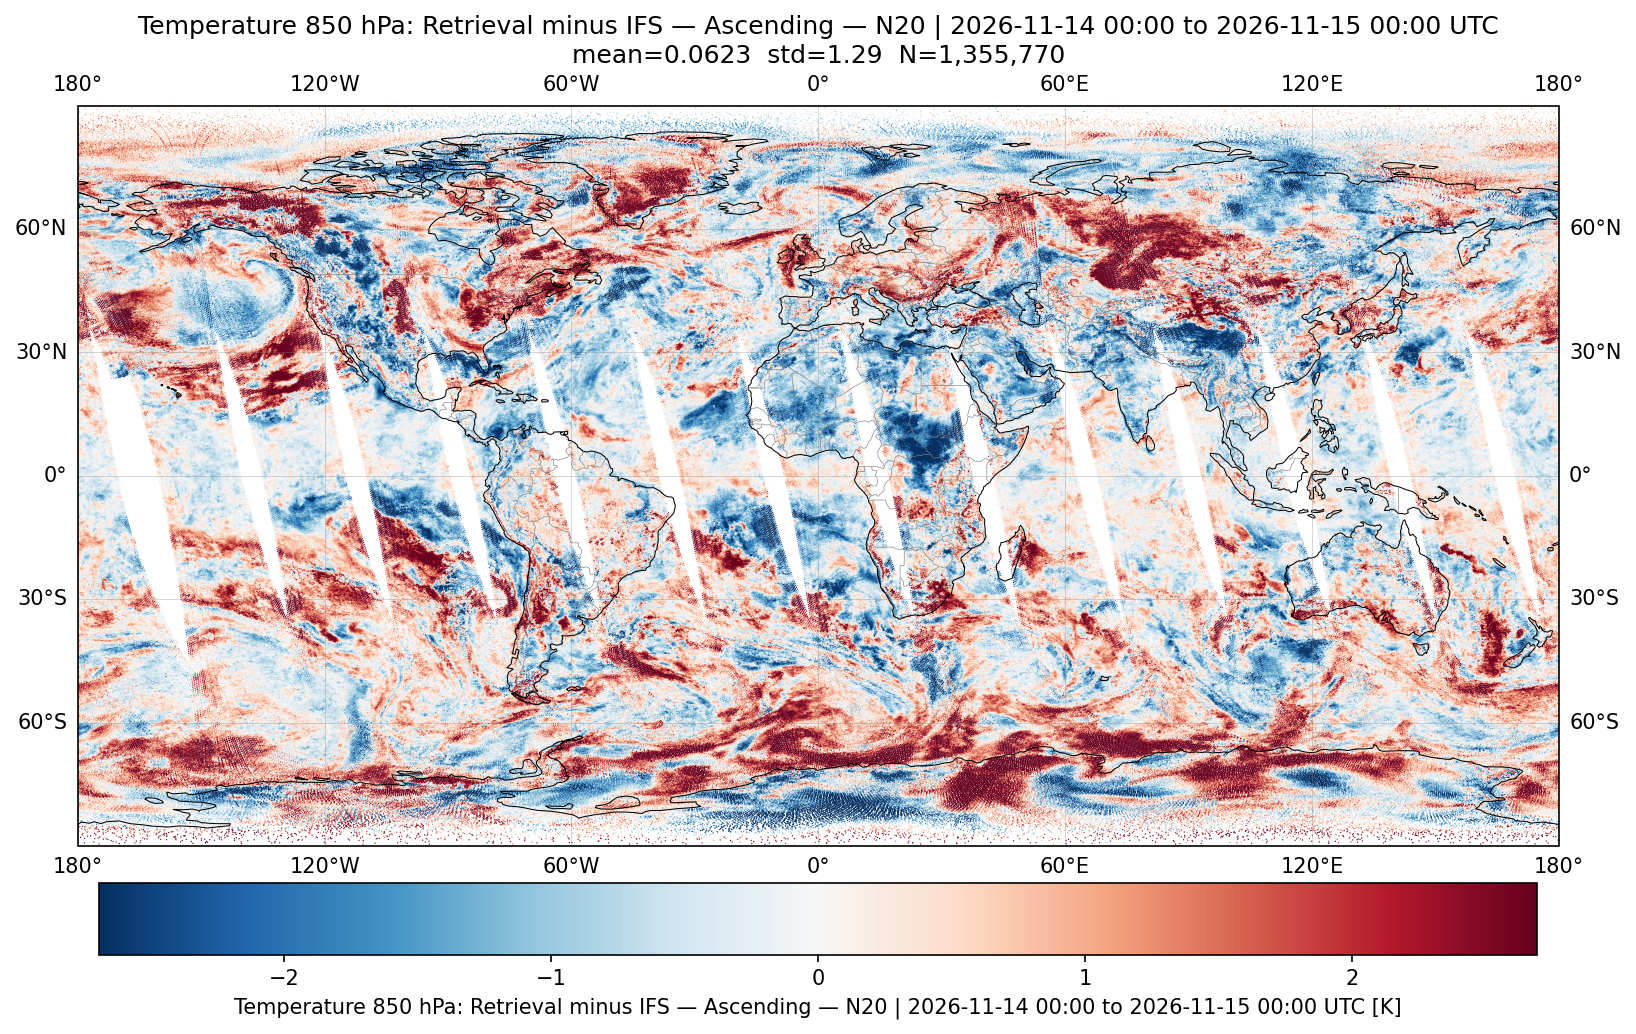 Temperature 850 hPa: Retrieval minus IFS — Ascending — N20 | 2026-11-14 00:00 to 2026-11-15 00:00 UTC
mean=0.0623  std=1.29  N=1,355,770
180° 120°W 60°W 0° 60°E 120°E 180°
60°N 60°N
30°N 30°N
0° 0°
30°S 30°S
60°S 60°S
180° 120°W 60°W 0° 60°E 120°E 180°
−2 −1 0 1 2
Temperature 850 hPa: Retrieval minus IFS — Ascending — N20 | 2026-11-14 00:00 to 2026-11-15 00:00 UTC [K]